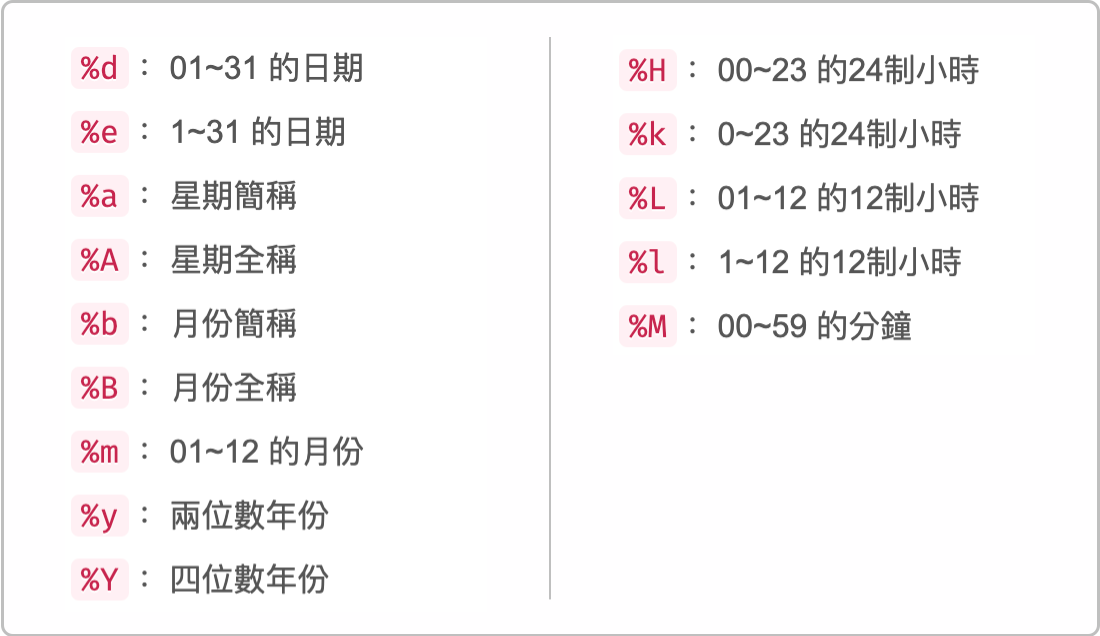 %d ： 01~31 的日期
%e ： 1~31 的日期
%a ： 星期簡稱
%A ： 星期全稱
%b ： 月份簡稱
%B ： 月份全稱
%m ： 01~12 的月份
%y ： 兩位數年份
%Y ： 四位數年份
%H ： 00~23 的24制小時
%k ： 0~23 的24制小時
%L ： 01~12 的12制小時
%l ： 1~12 的12制小時
%M ： 00~59 的分鐘